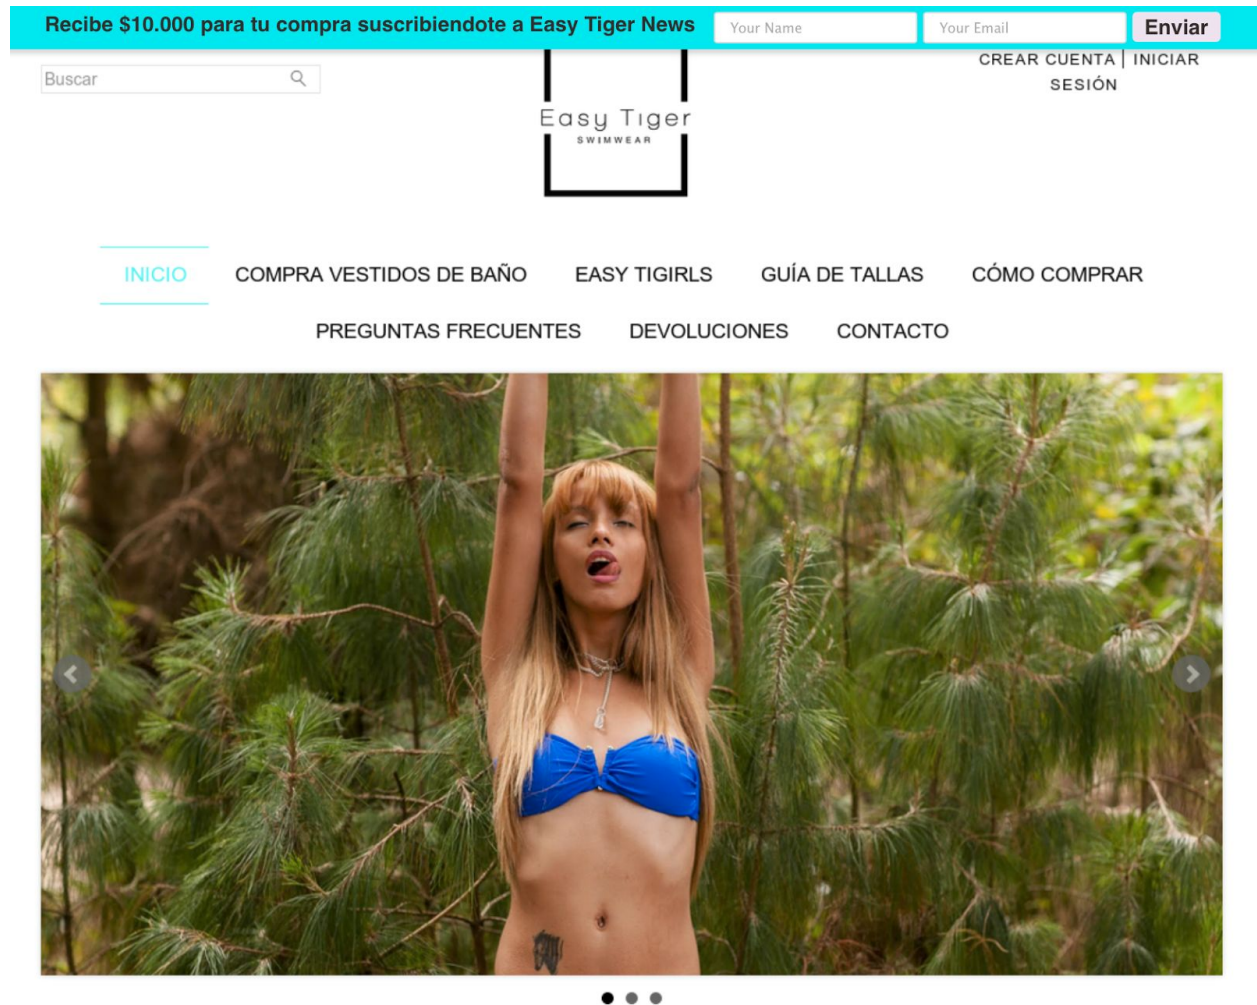 Recibe $10.000 para tu compra suscribiendote a Easy Tiger News Your Name Your Email Enviar
Buscar
CREAR CUENTA | INICIAR
SESIÓN
Easy Tiger
SWIMWEAR
INICIO COMPRA VESTIDOS DE BAÑO EASY TIGIRLS GUÍA DE TALLAS CÓMO COMPRAR
PREGUNTAS FRECUENTES DEVOLUCIONES CONTACTO